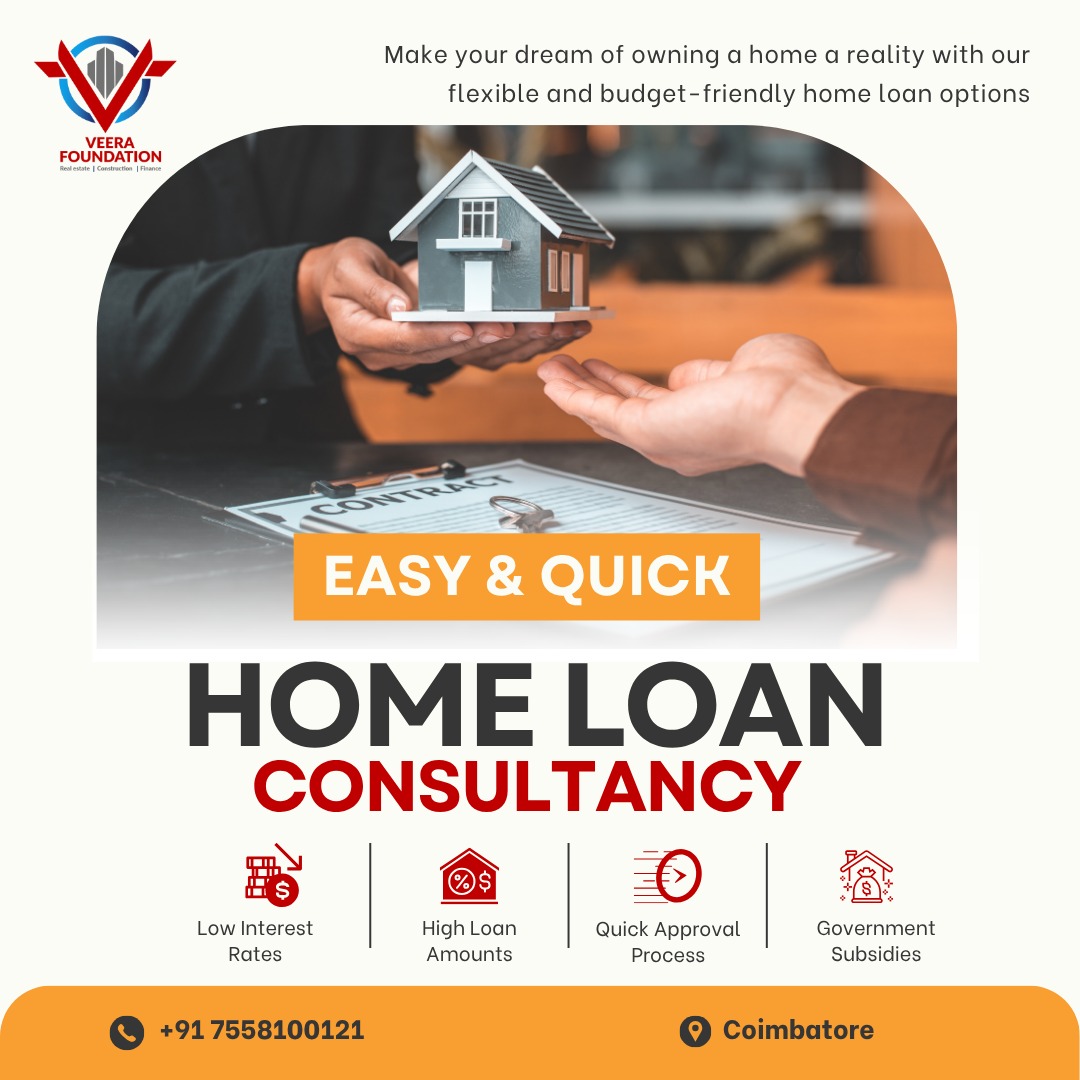 Make your dream of owning a home a reality with our
flexible and budget-friendly home loan options
VEERA
FOUNDATION
Real estate | Construction | Finance
CONTRACT
EASY & QUICK
HOME LOAN
CONSULTANCY
Low Interest
Rates
High Loan
Amounts
Quick Approval
Process
Government
Subsidies
+91 7558100121
Coimbatore